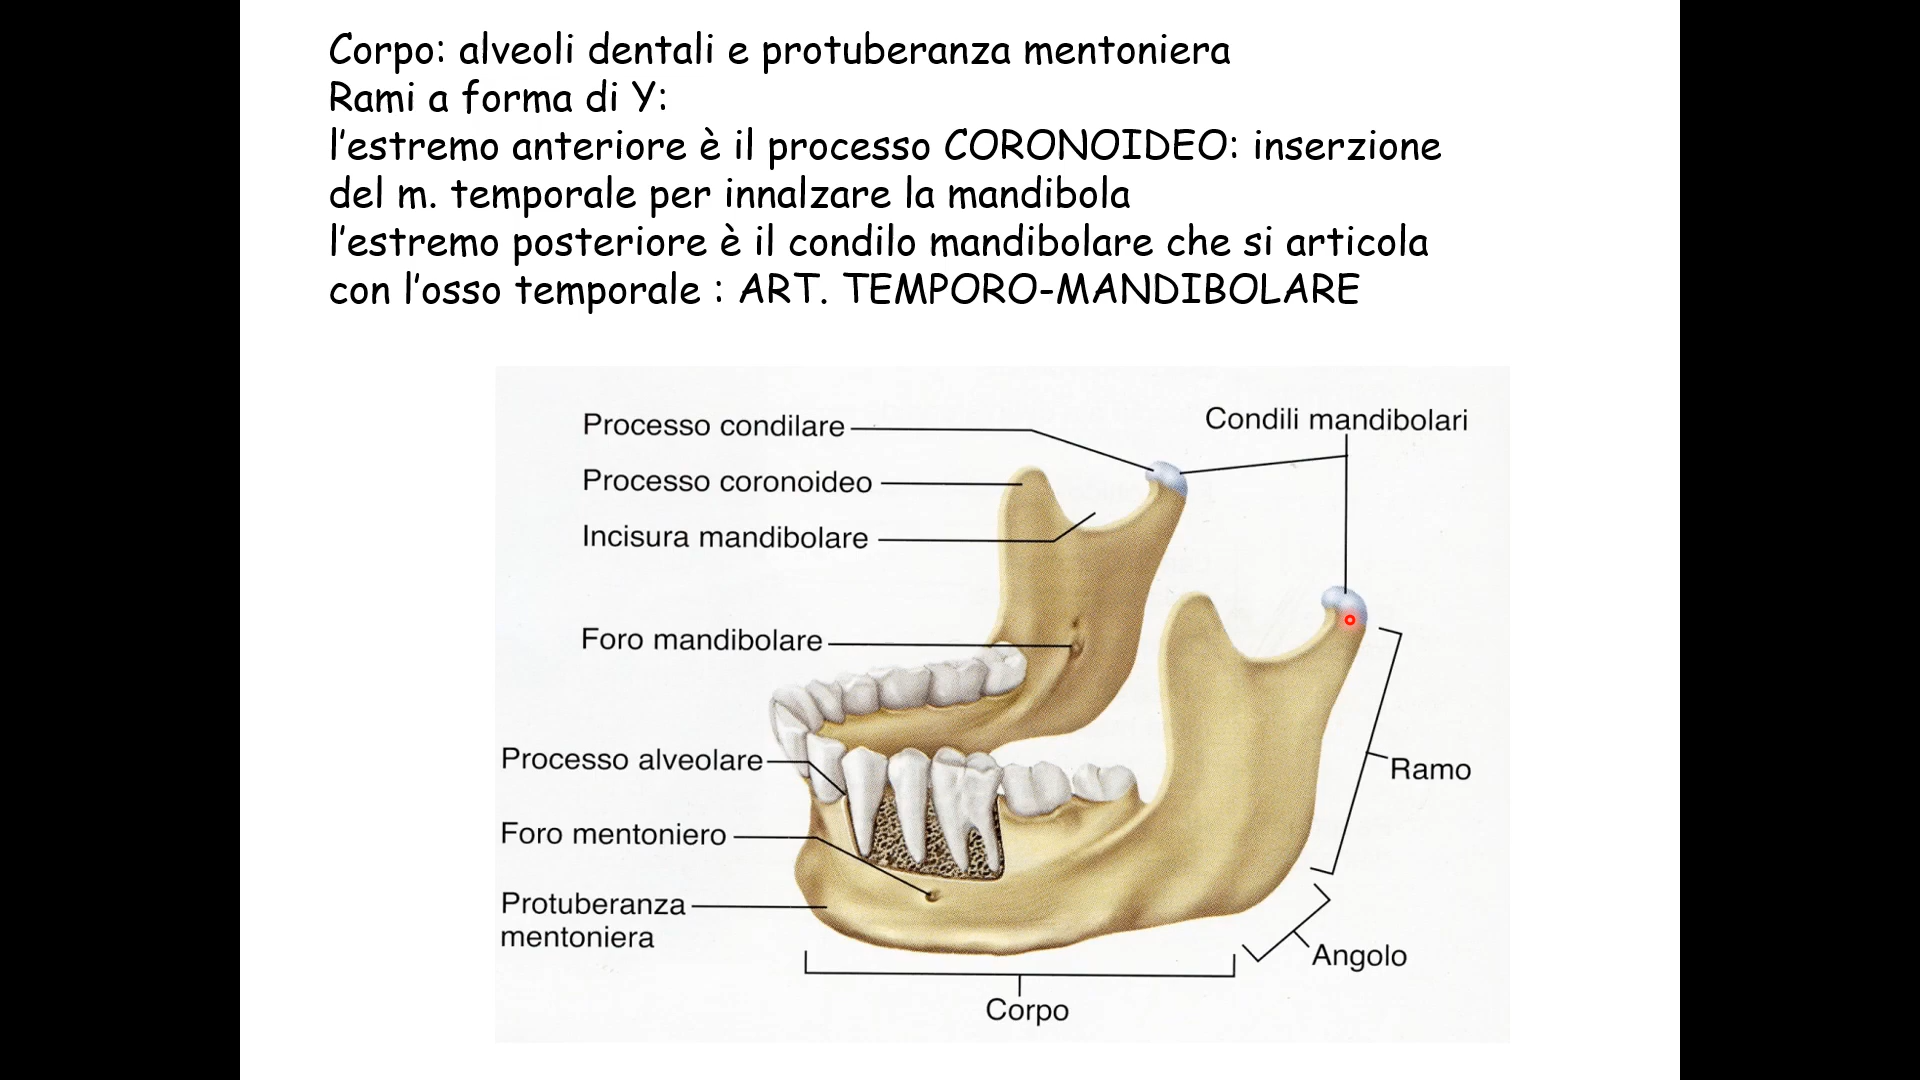 Corpo: alveoli dentali e protuberanza mentoniera
Rami a forma di Y:
l'estremo anteriore è il processo CORONOIDEO: inserzione
del m. temporale per innalzare la mandibola
l'estremo posteriore è il condilo mandibolare che si articola
con l'osso temporale : ART. TEMPORO-MANDIBOLARE
Processo condilare
Condili mandibolari
Processo coronoideo
Incisura mandibolare
Foro mandibolare
Processo alveolare
Ramo
Foro mentoniero
Protuberanza
mentoniera
Angolo
Corpo